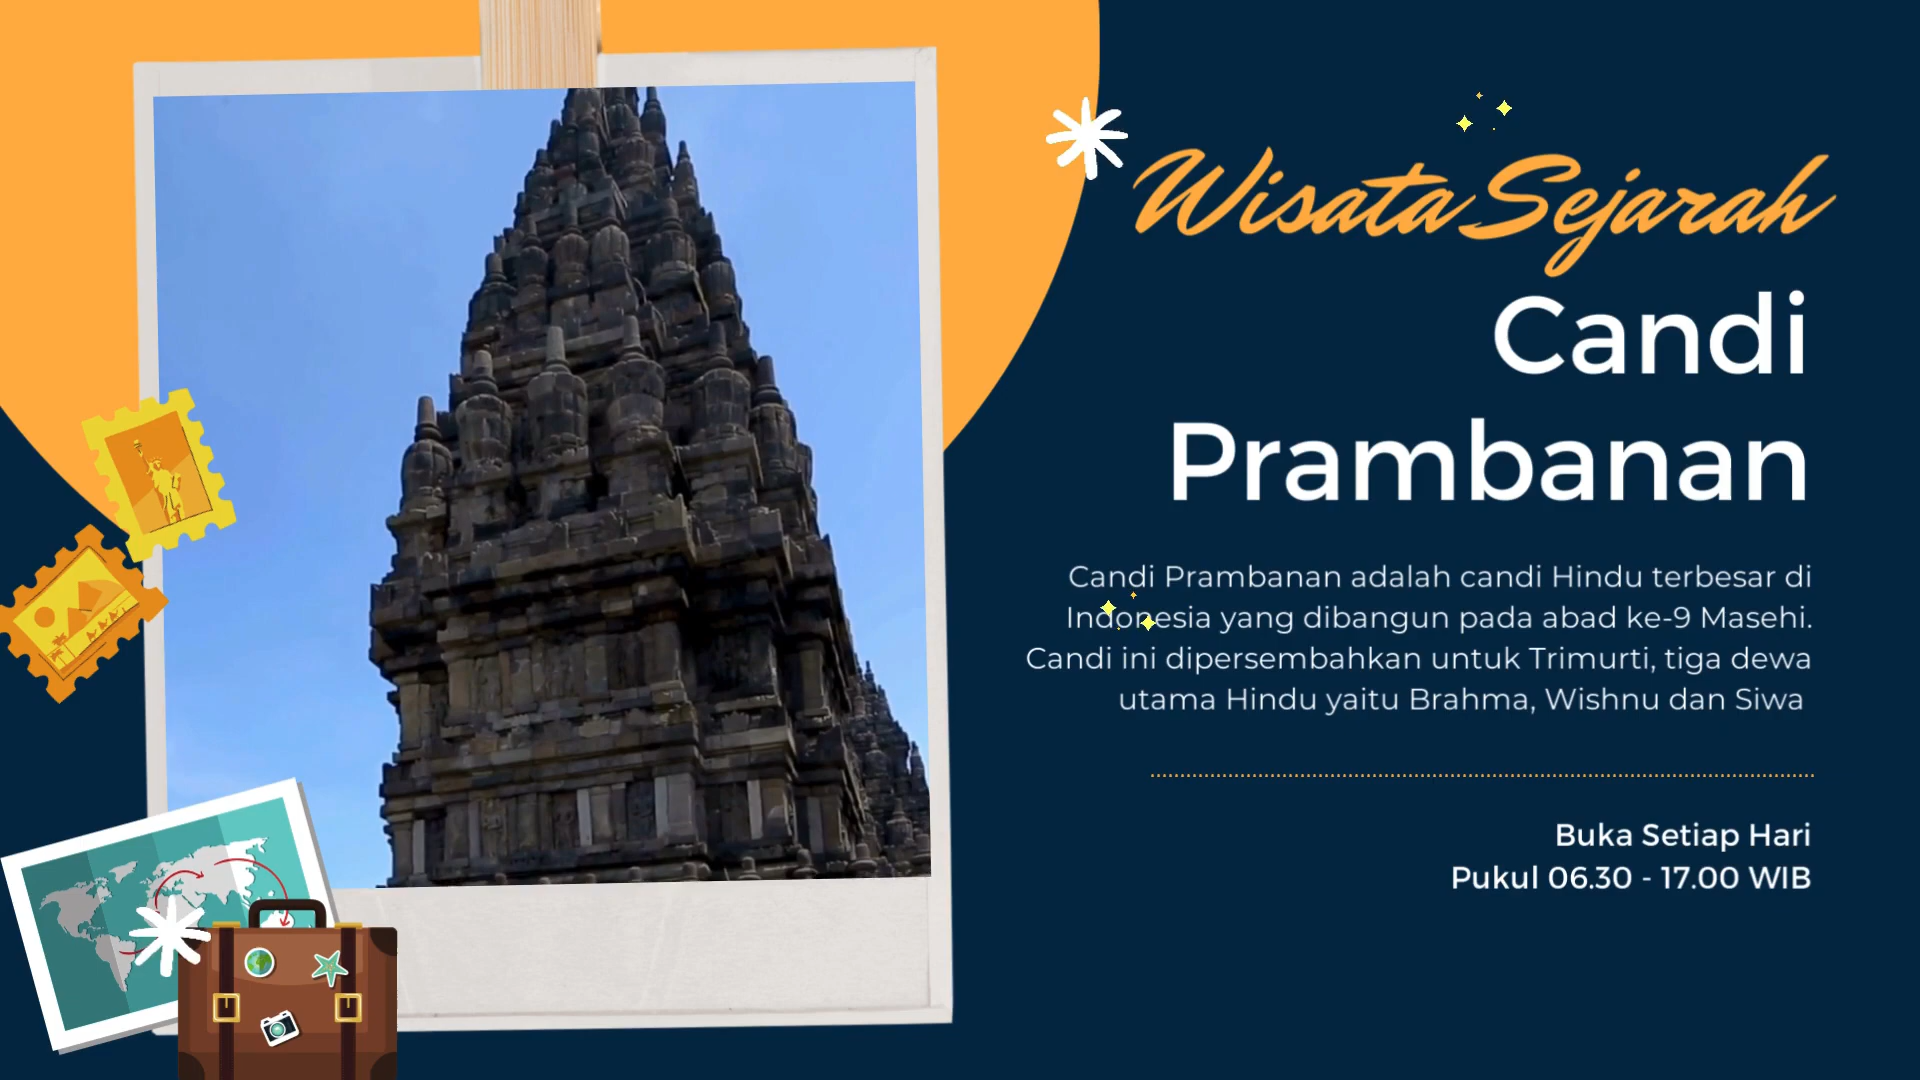 Wisata Sejarah
Candi
Prambanan
Candi Prambanan adalah candi Hindu terbesar di
Indonesia yang dibangun pada abad ke-9 Masehi.
Candi ini dipersembahkan untuk Trimurti, tiga dewa
utama Hindu yaitu Brahma, Wishnu dan Siwa
Buka Setiap Hari
Pukul 06.30 - 17.00 WIB